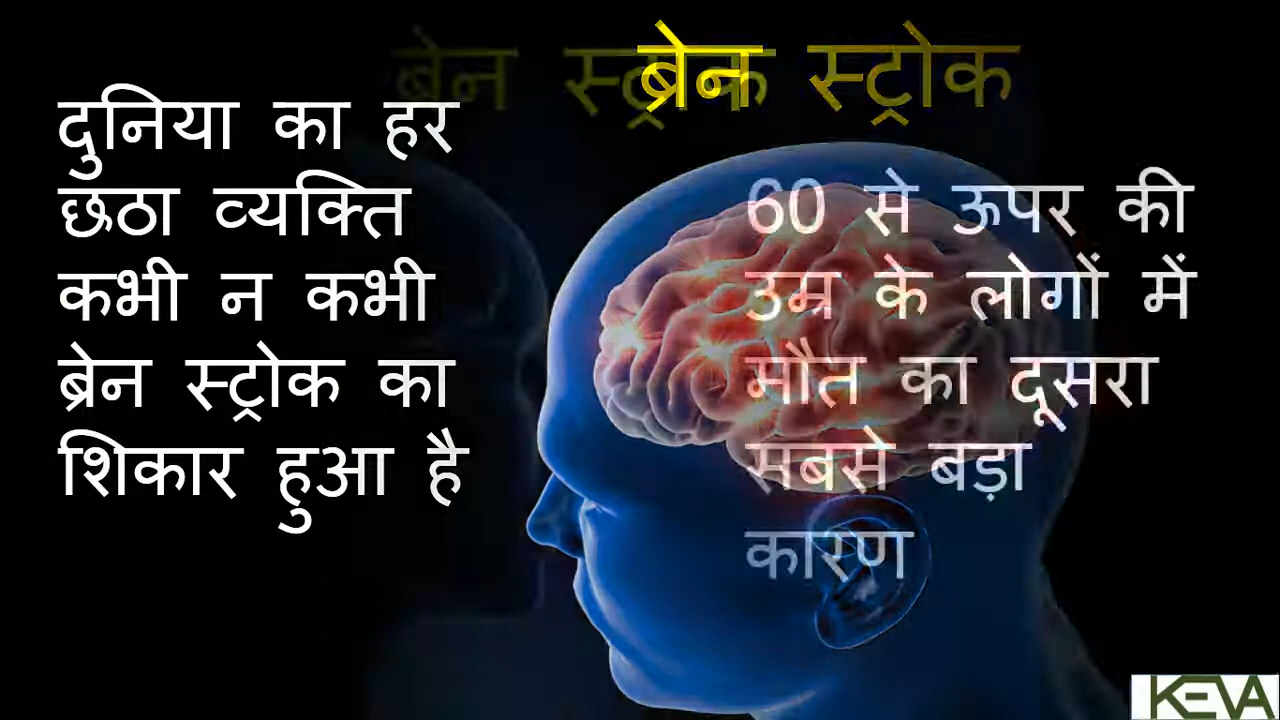 ब्रेन स्ट्रोक
दुनिया का हर
छठा व्यक्ति
कभी न कभी
ब्रेन स्ट्रोक का
शिकार हुआ है
60 से ऊपर की
उम्र के लोगों में
मौत का दूसरा
सबसे बड़ा
कारण
KEVA